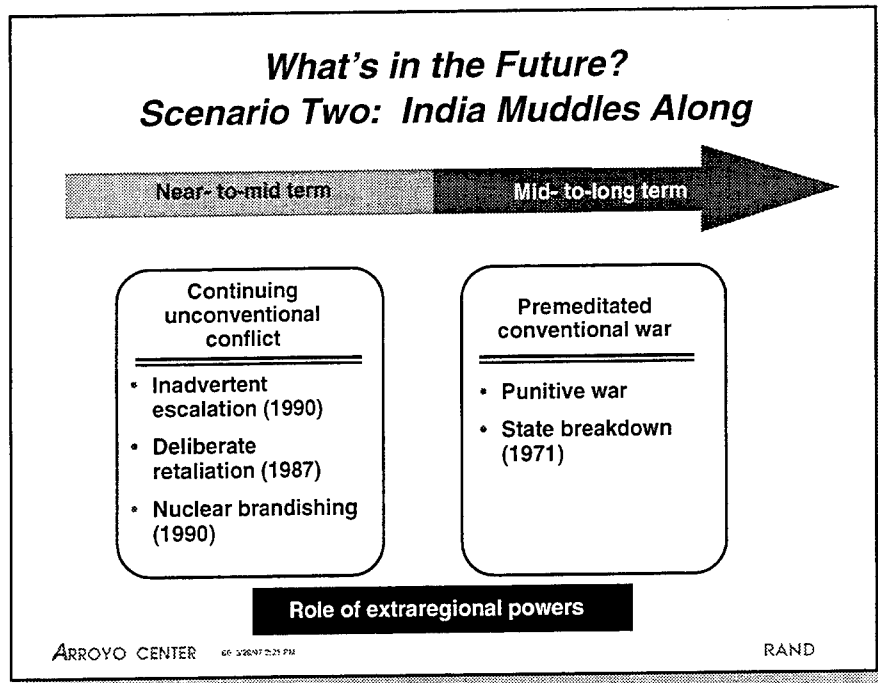 What's in the Future?
Scenario Two: India Muddles Along
Near- to-mid term
Mid- to-long term
Continuing
unconventional
conflict
• Inadvertent
escalation (1990)
• Deliberate
retaliation (1987)
• Nuclear brandishing
(1990)
Premeditated
conventional war
• Punitive war
• State breakdown
(1971)
Role of extraregional powers
ARROYO CENTER
RAND